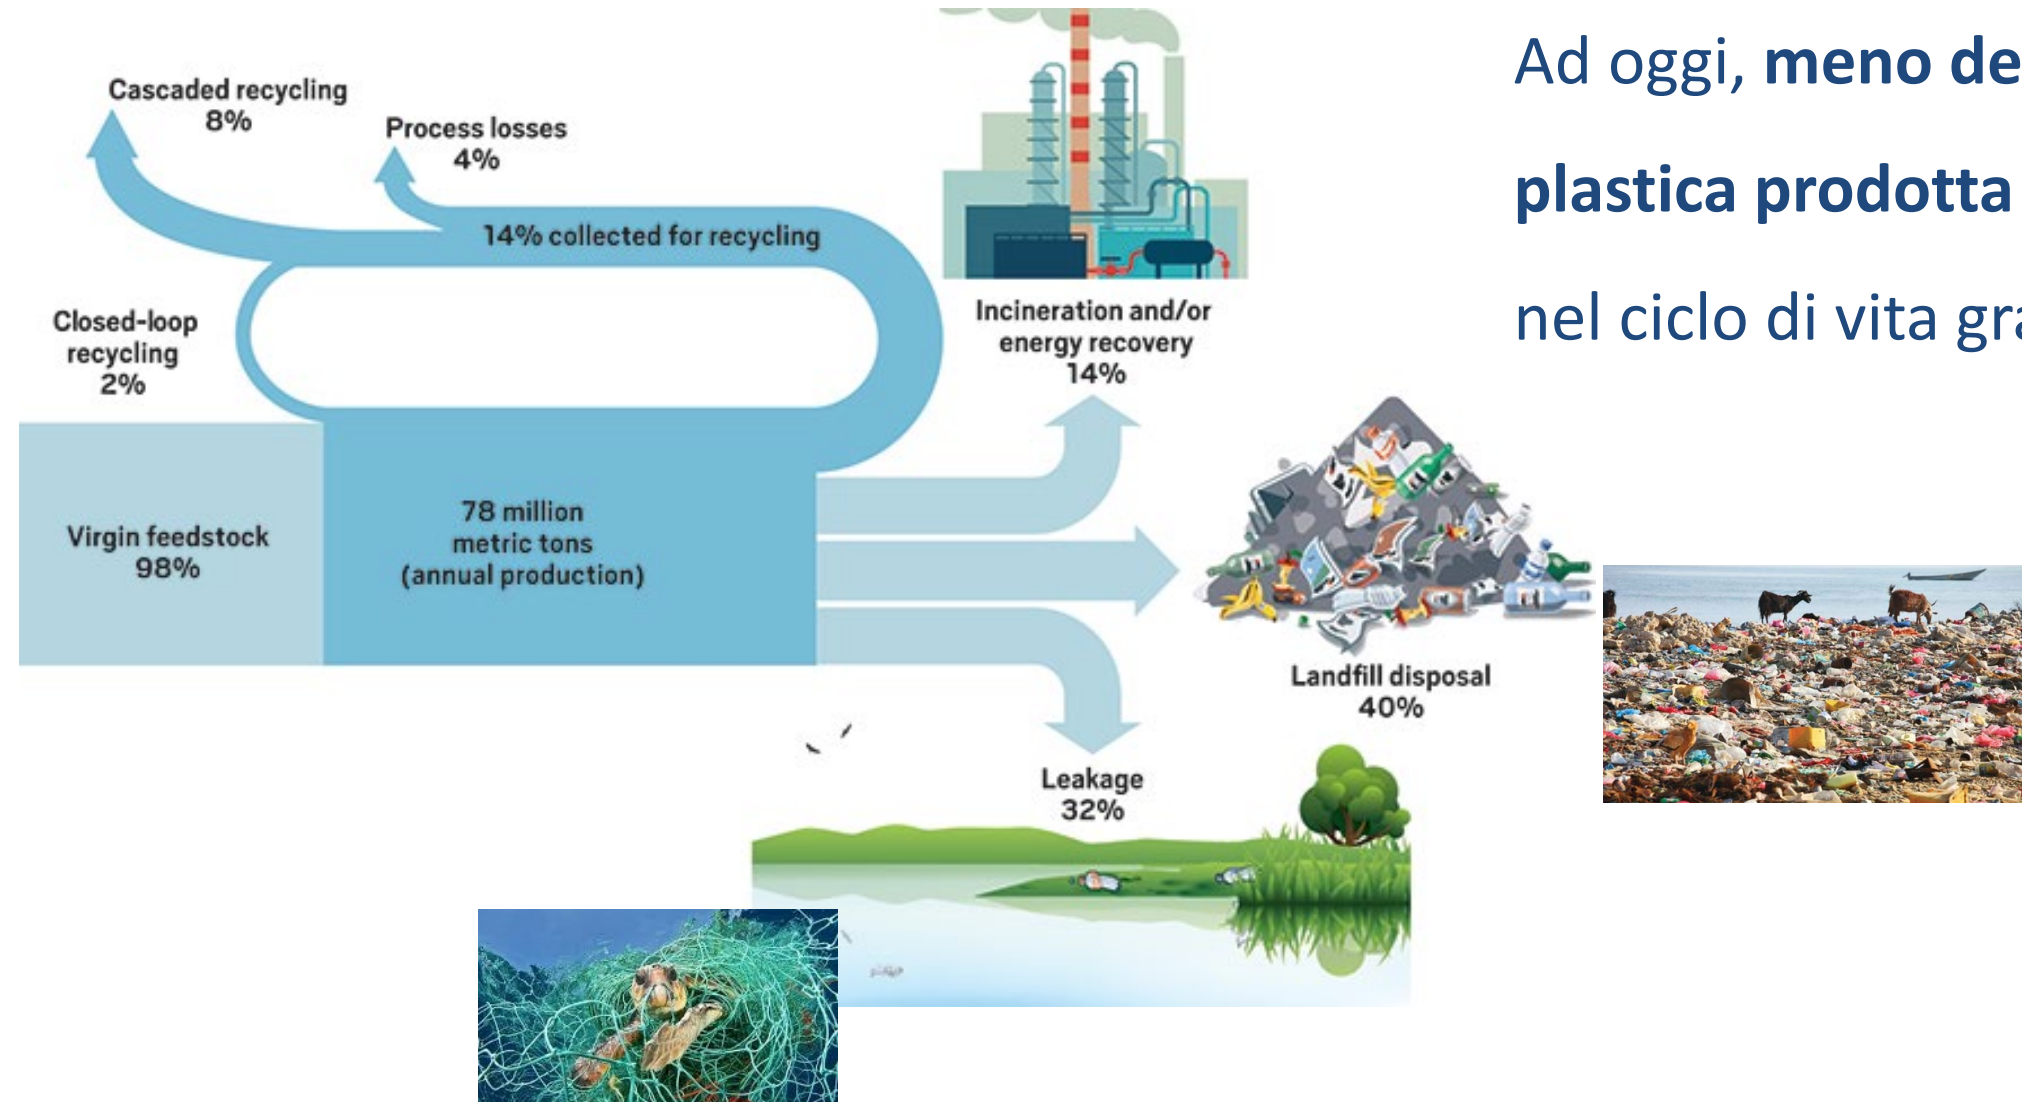 Cascaded recycling
8%
Process losses
4%
14% collected for recycling
Closed-loop
recycling
2%
Virgin feedstock
98%
78 million
metric tons
(annual production)
Incineration and/or
energy recovery
14%
Landfill disposal
40%
Leakage
32%
Ad oggi, meno de
plastica prodotta
nel ciclo di vita gra